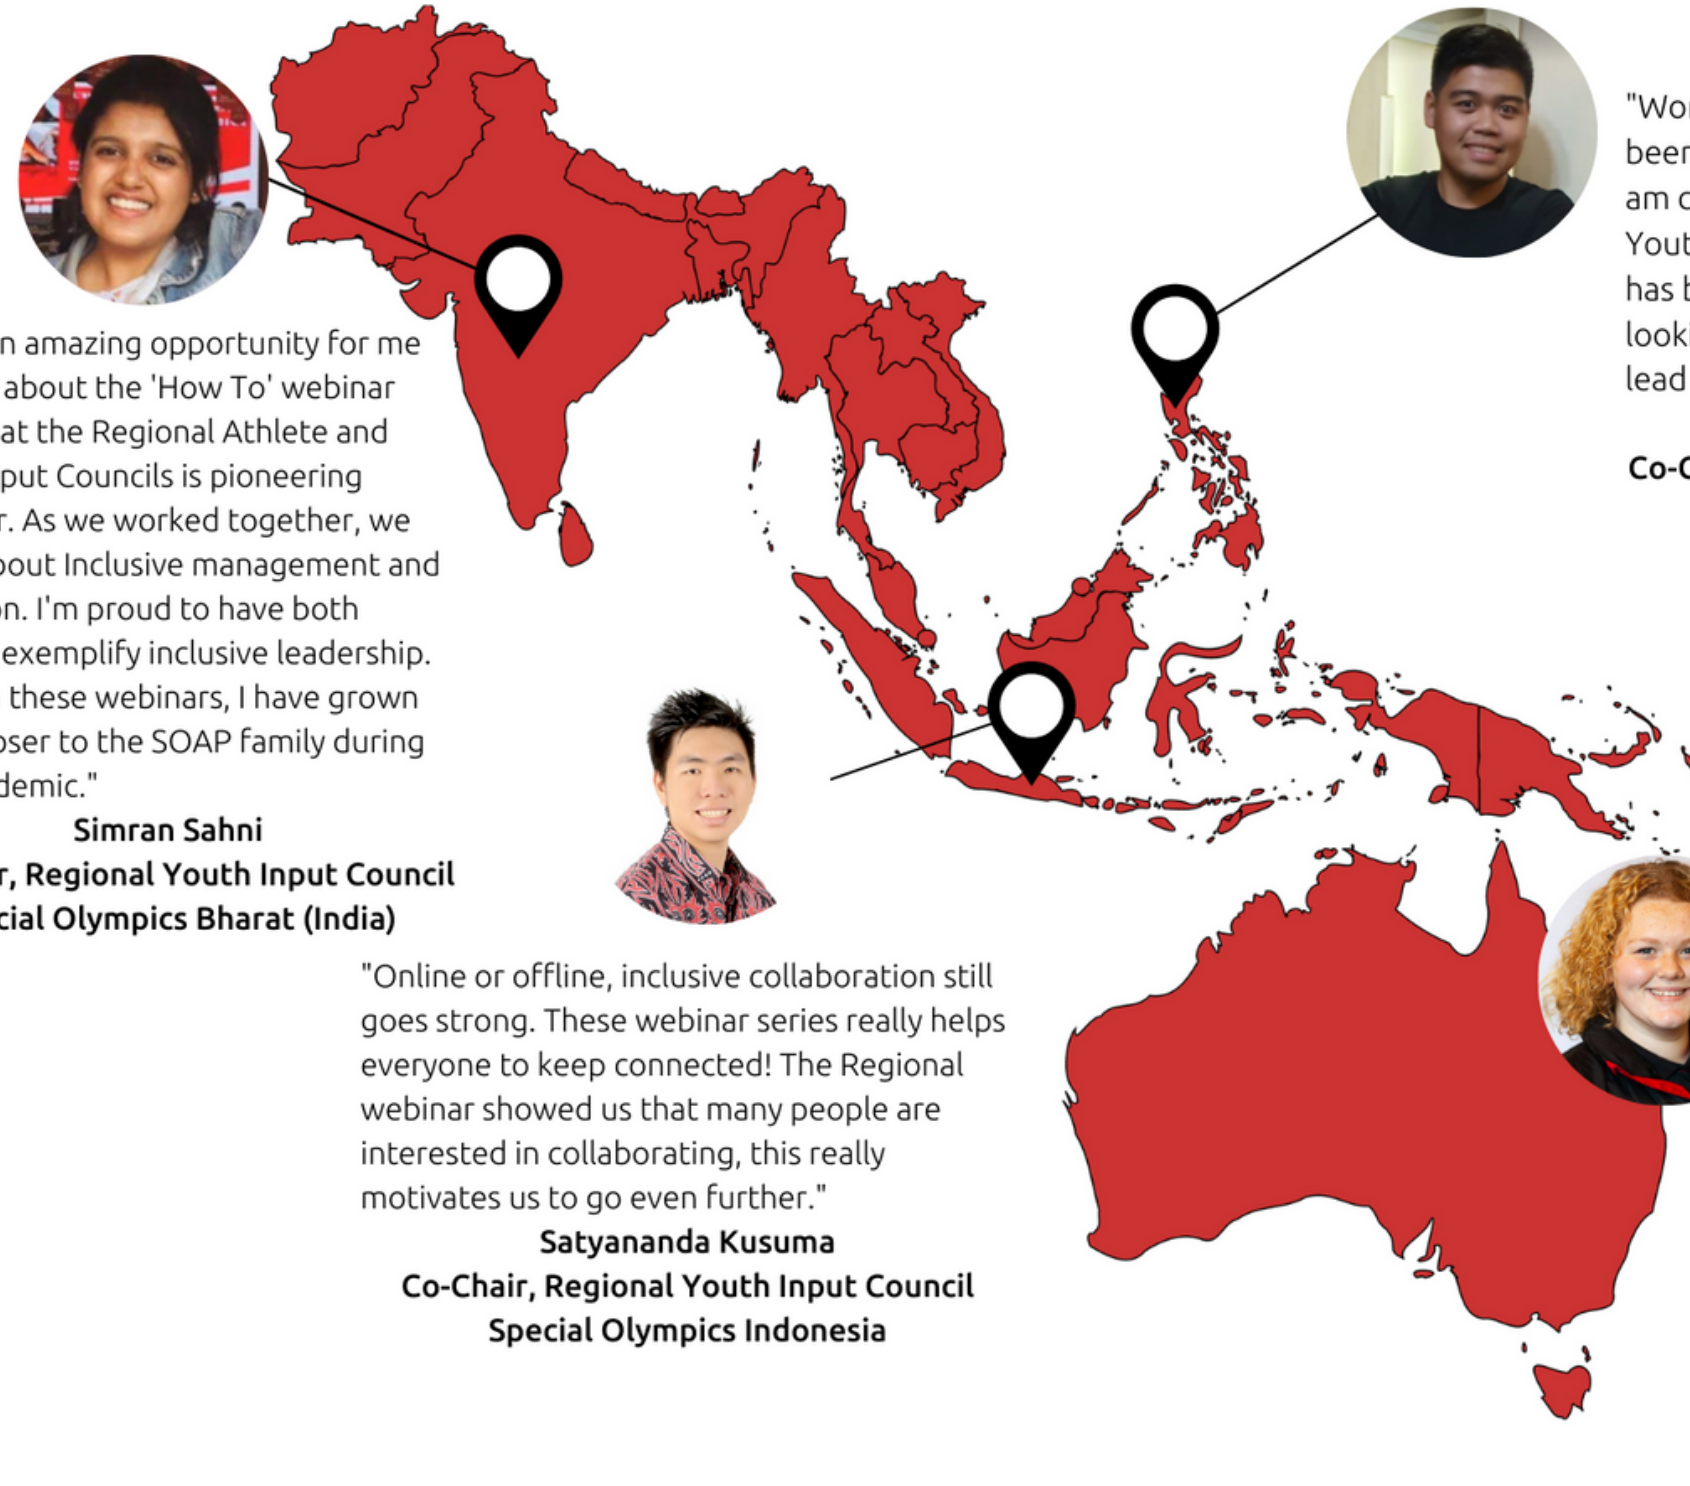 n amazing opportunity for me
about the 'How To' webinar
at the Regional Athlete and
put Councils is pioneering
r. As we worked together, we
bout Inclusive management and
on. I'm proud to have both
exemplify inclusive leadership.
these webinars, I have grown
oser to the SOAP family during
demic."
Simran Sahni
r, Regional Youth Input Council
cial Olympics Bharat (India)
"Online or offline, inclusive collaboration still
goes strong. These webinar series really helps
everyone to keep connected! The Regional
webinar showed us that many people are
interested in collaborating, this really
motivates us to go even further."
Satyananda Kusuma
Co-Chair, Regional Youth Input Council
Special Olympics Indonesia
"Wor
been
am
Yout
has b
looki
lead
Co-C